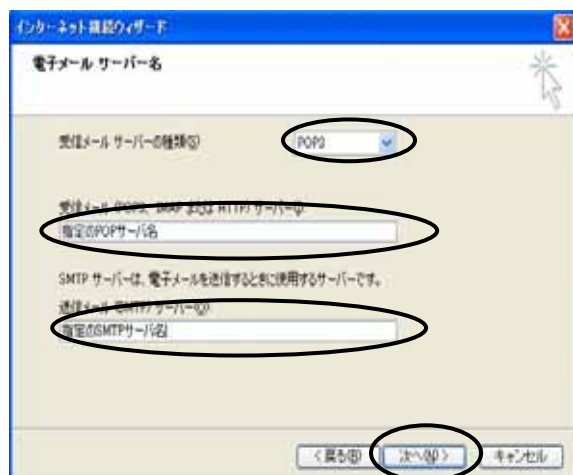 インターネット接続ウィザード
電子メール サーバー名
受信メール サーバーの種類(S)
POP3
受信メール (POP3、IMAP または HTTP) サーバー(I):
指定のPOPサーバ名
SMTP サーバーは、電子メールを送信するときに使用するサーバーです。
送信メール (SMTP) サーバー(O):
指定のSMTPサーバ名
< 戻る(B)
次へ(N) >
キャンセル